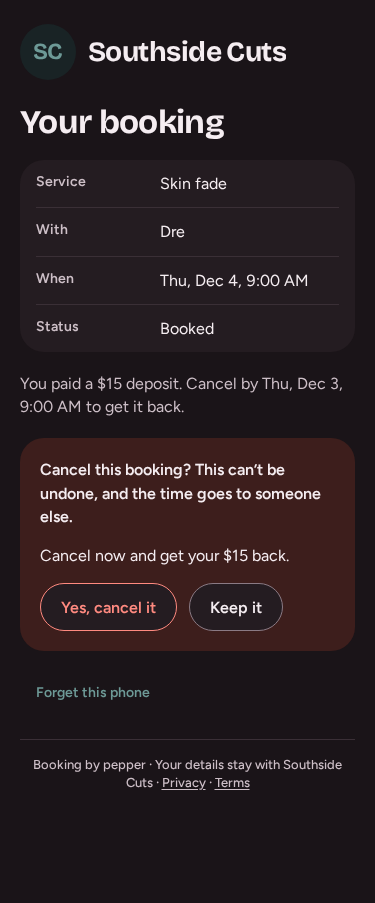 SC
Southside Cuts
Your booking
Service
Skin fade
With
Dre
When
Thu, Dec 4, 9:00 AM
Status
Booked
You paid a $15 deposit. Cancel by Thu, Dec 3,
9:00 AM to get it back.
Cancel this booking? This can’t be
undone, and the time goes to someone
else.
Cancel now and get your $15 back.
Yes, cancel it
Keep it
Forget this phone
Booking by pepper · Your details stay with Southside
Cuts · Privacy · Terms